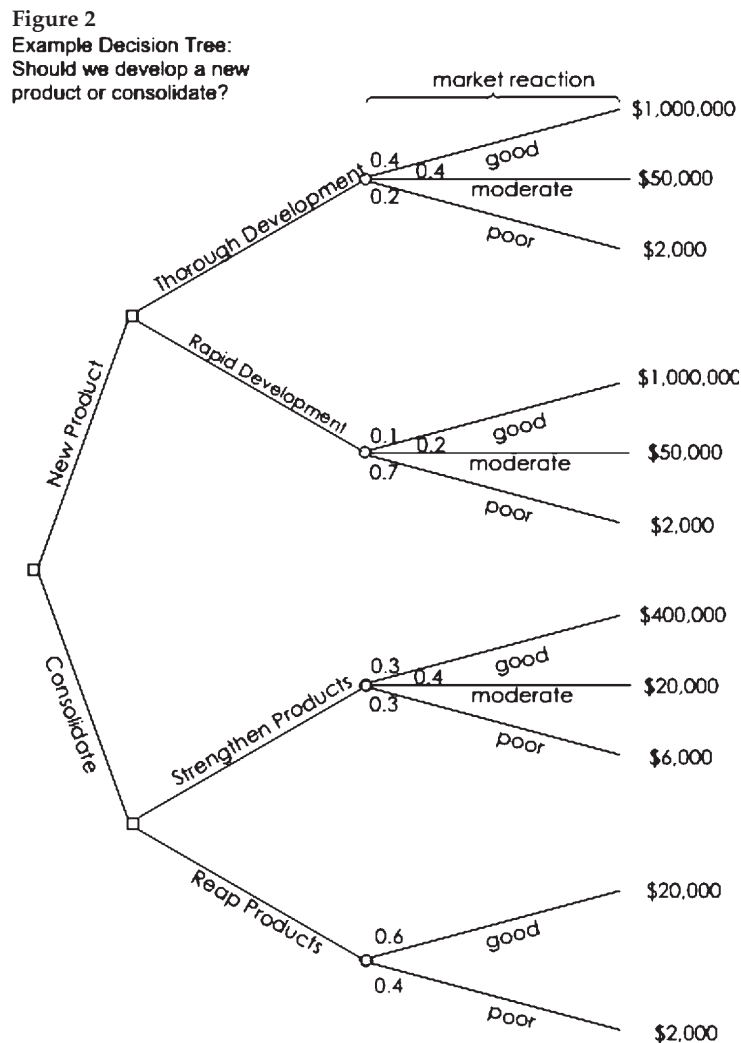 Figure 2
Example Decision Tree:
Should we develop a new
product or consolidate?
market reaction
$1,000,000
0.4
good
0.4
$50,000
moderate
0.2
poor
$2,000
Thorough Development
Rapid Development
New Product
$1,000,000
0.1
good
0.2
$50,000
moderate
0.7
poor
$2,000
$400,000
0.3
good
0.4
$20,000
moderate
0.3
poor
$6,000
Consolidate
Strengthen Products
Reap Products
$20,000
0.6
good
0.4
poor
$2,000